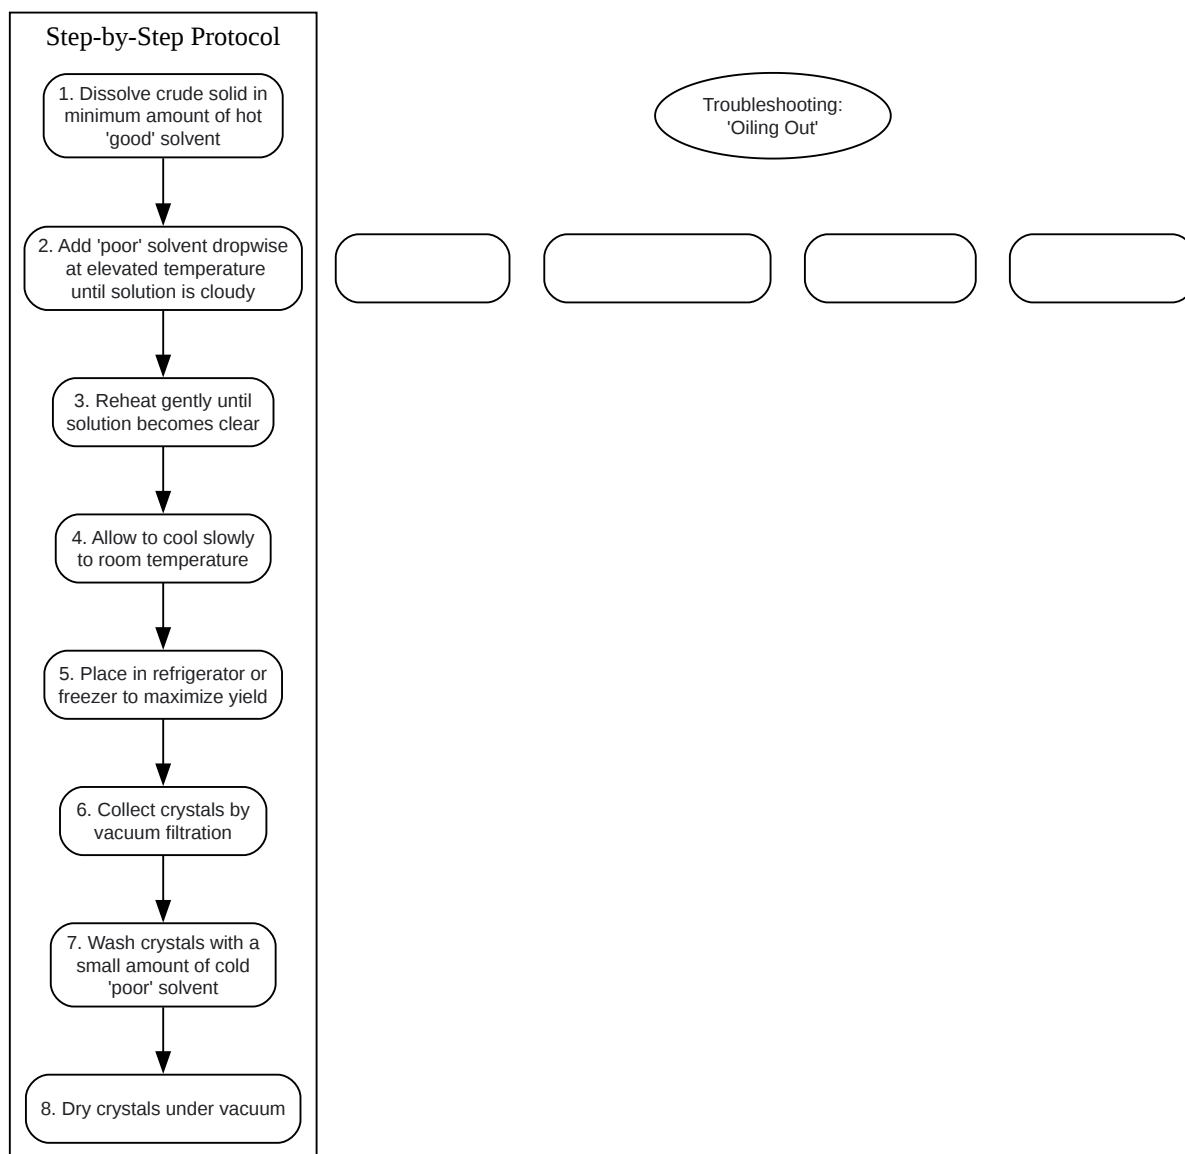 Step-by-Step Protocol
1. Dissolve crude solid in
minimum amount of hot
'good' solvent
Troubleshooting:
'Oiling Out'
2. Add 'poor' solvent dropwise
at elevated temperature
until solution is cloudy
3. Reheat gently until
solution becomes clear
4. Allow to cool slowly
to room temperature
5. Place in refrigerator or
freezer to maximize yield
6. Collect crystals by
vacuum filtration
7. Wash crystals with a
small amount of cold
'poor' solvent
8. Dry crystals under vacuum